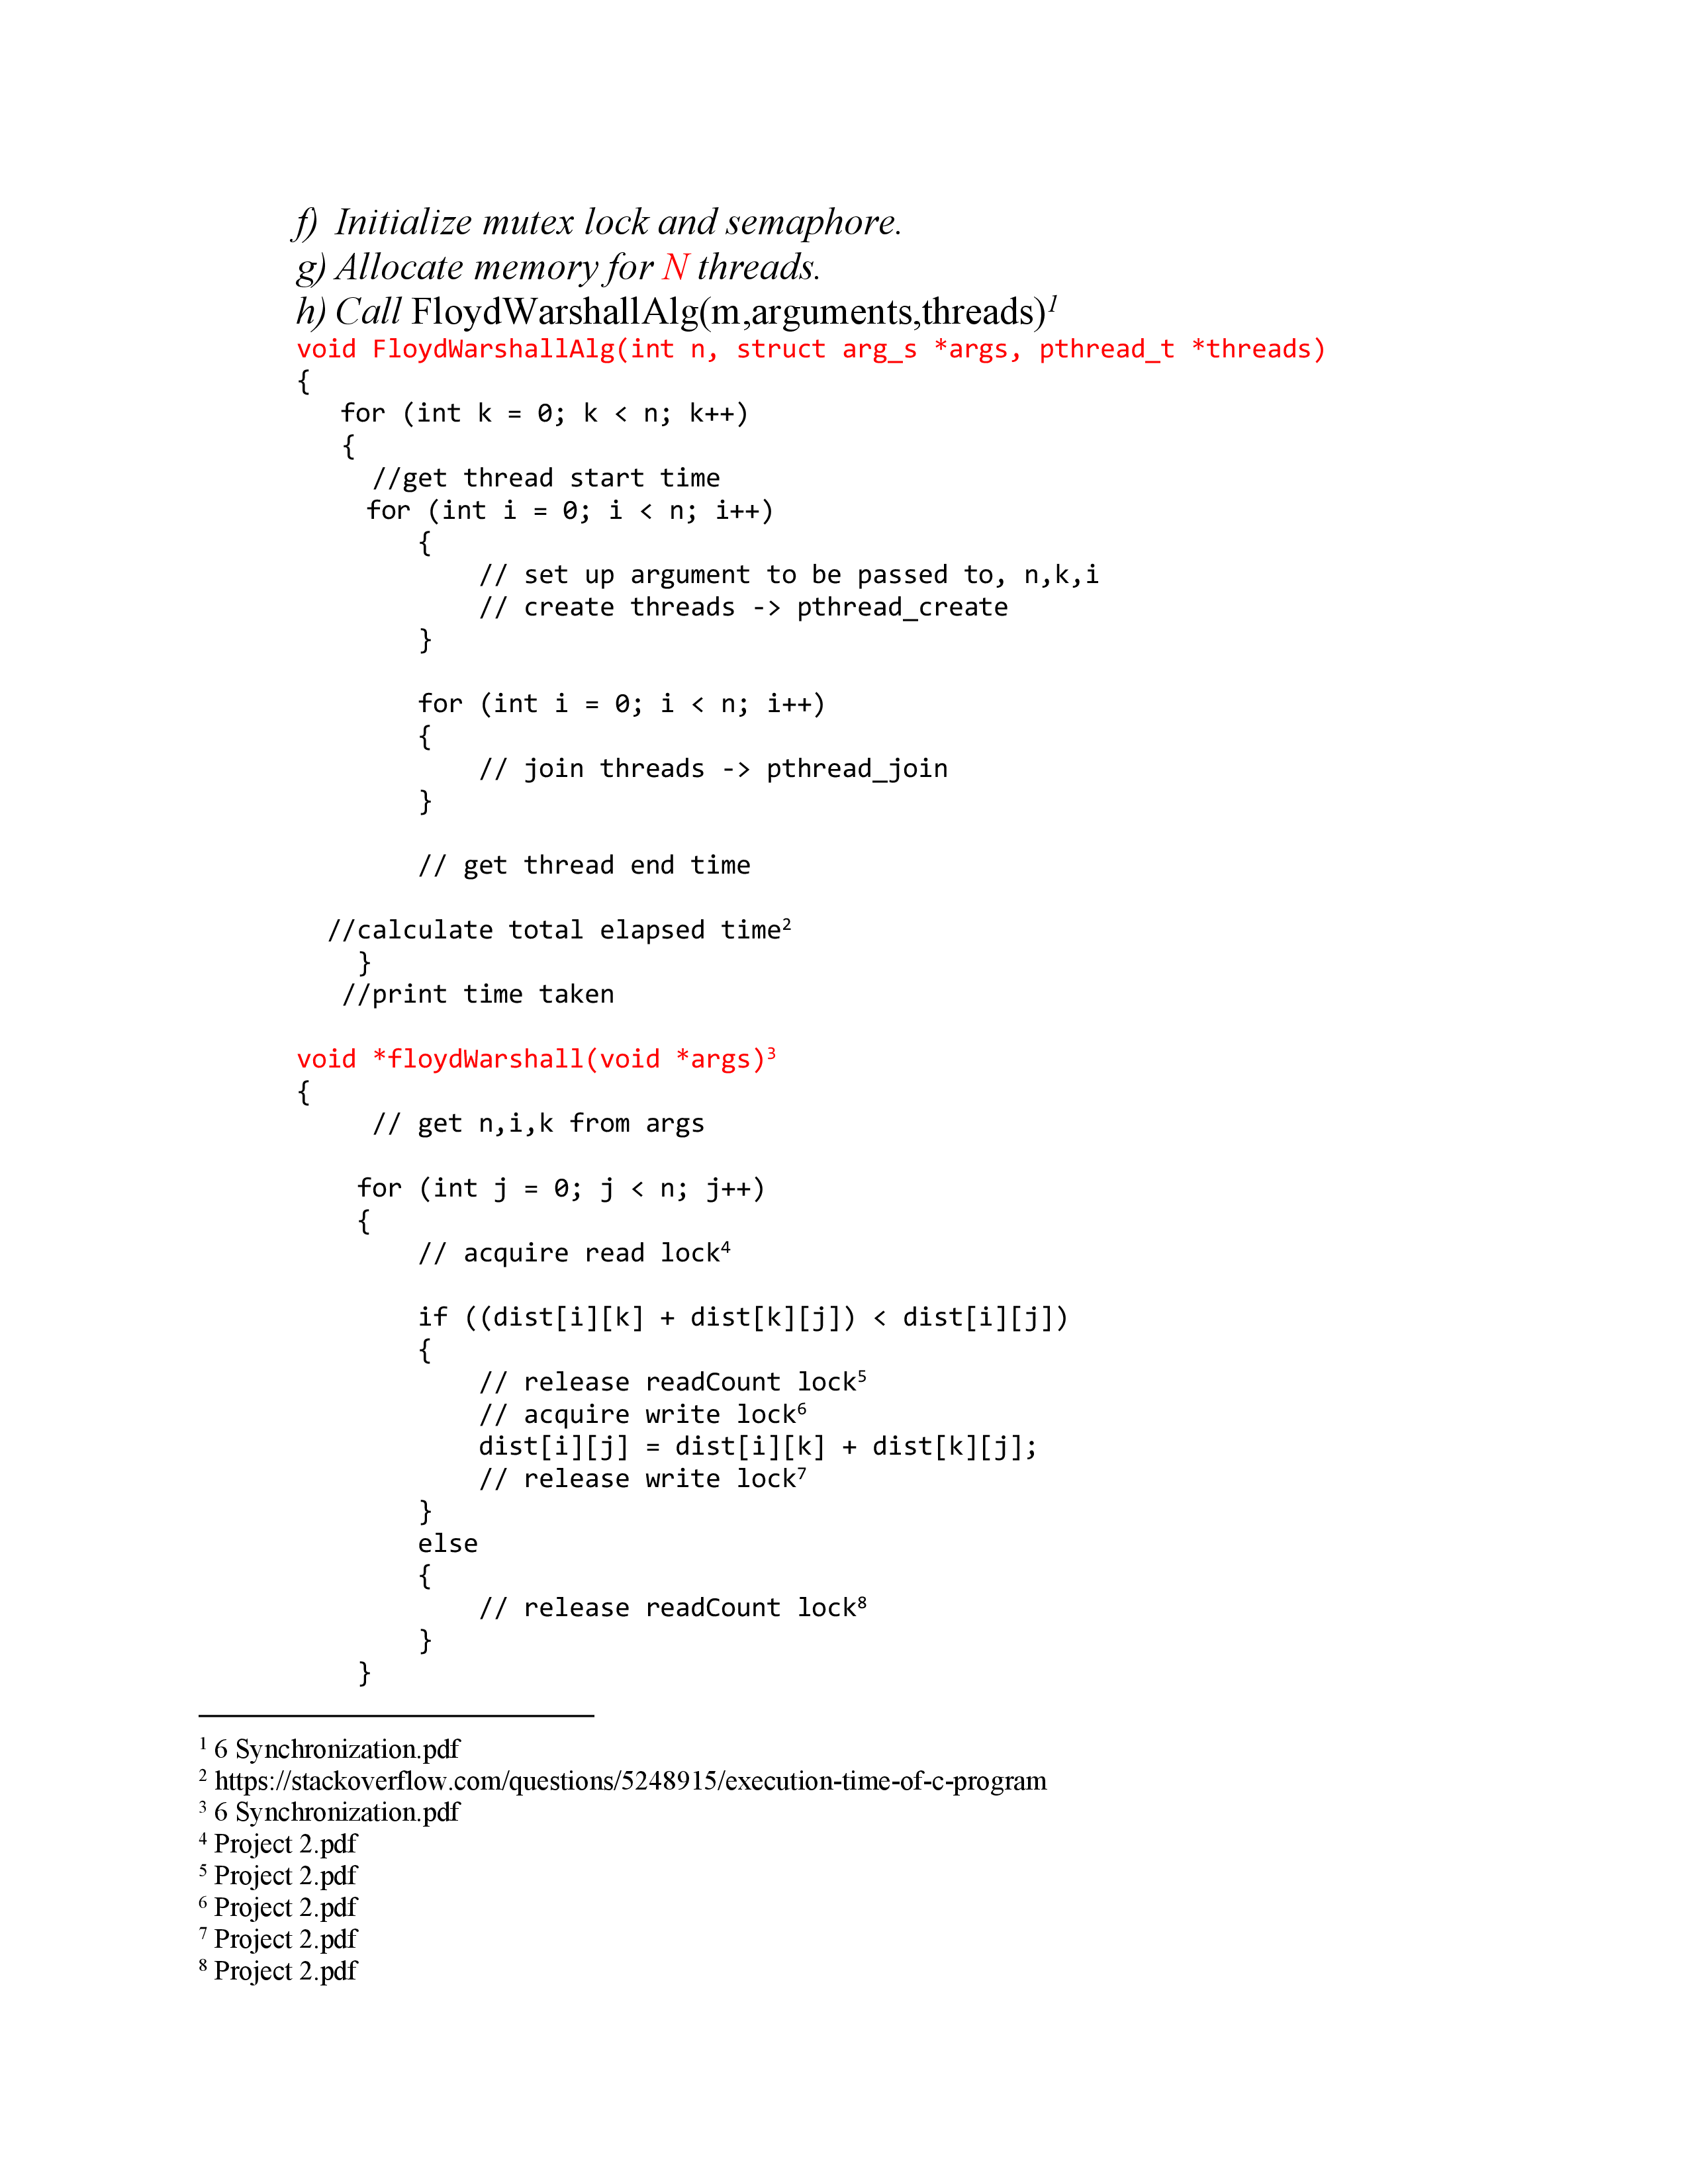 f) Initialize mutex lock and semaphore.
g) Allocate memory for N threads.
h) Call FloydWarshallAlg(m,arguments,threads)1
void FloydWarshallAlg(int n, struct arg_s *args, pthread_t *threads)
{
for (int k = 0; k < n; k++)
{
//get thread start time
for (int i = 0; i < n; i++)
{
// set up argument to be passed to, n,k,i
// create threads -> pthread_create
}
for (int i = 0; i < n; i++)
{
// join threads -> pthread_join
}
// get thread end time
//calculate total elapsed time2
}
//print time taken
void *floydWarshall(void *args)3
{
// get n,i,k from args
for (int j = 0; j < n; j++)
{
// acquire read lock4
if ((dist[i][k] + dist[k][j]) < dist[i][j])
{
// release readCount lock5
// acquire write lock6
dist[i][j] = dist[i][k] + dist[k][j];
// release write lock7
}
else
{
// release readCount lock8
}
}
1 6 Synchronization.pdf
2 https://stackoverflow.com/questions/5248915/execution-time-of-c-program
3 6 Synchronization.pdf
4 Project 2.pdf
5 Project 2.pdf
6 Project 2.pdf
7 Project 2.pdf
8 Project 2.pdf